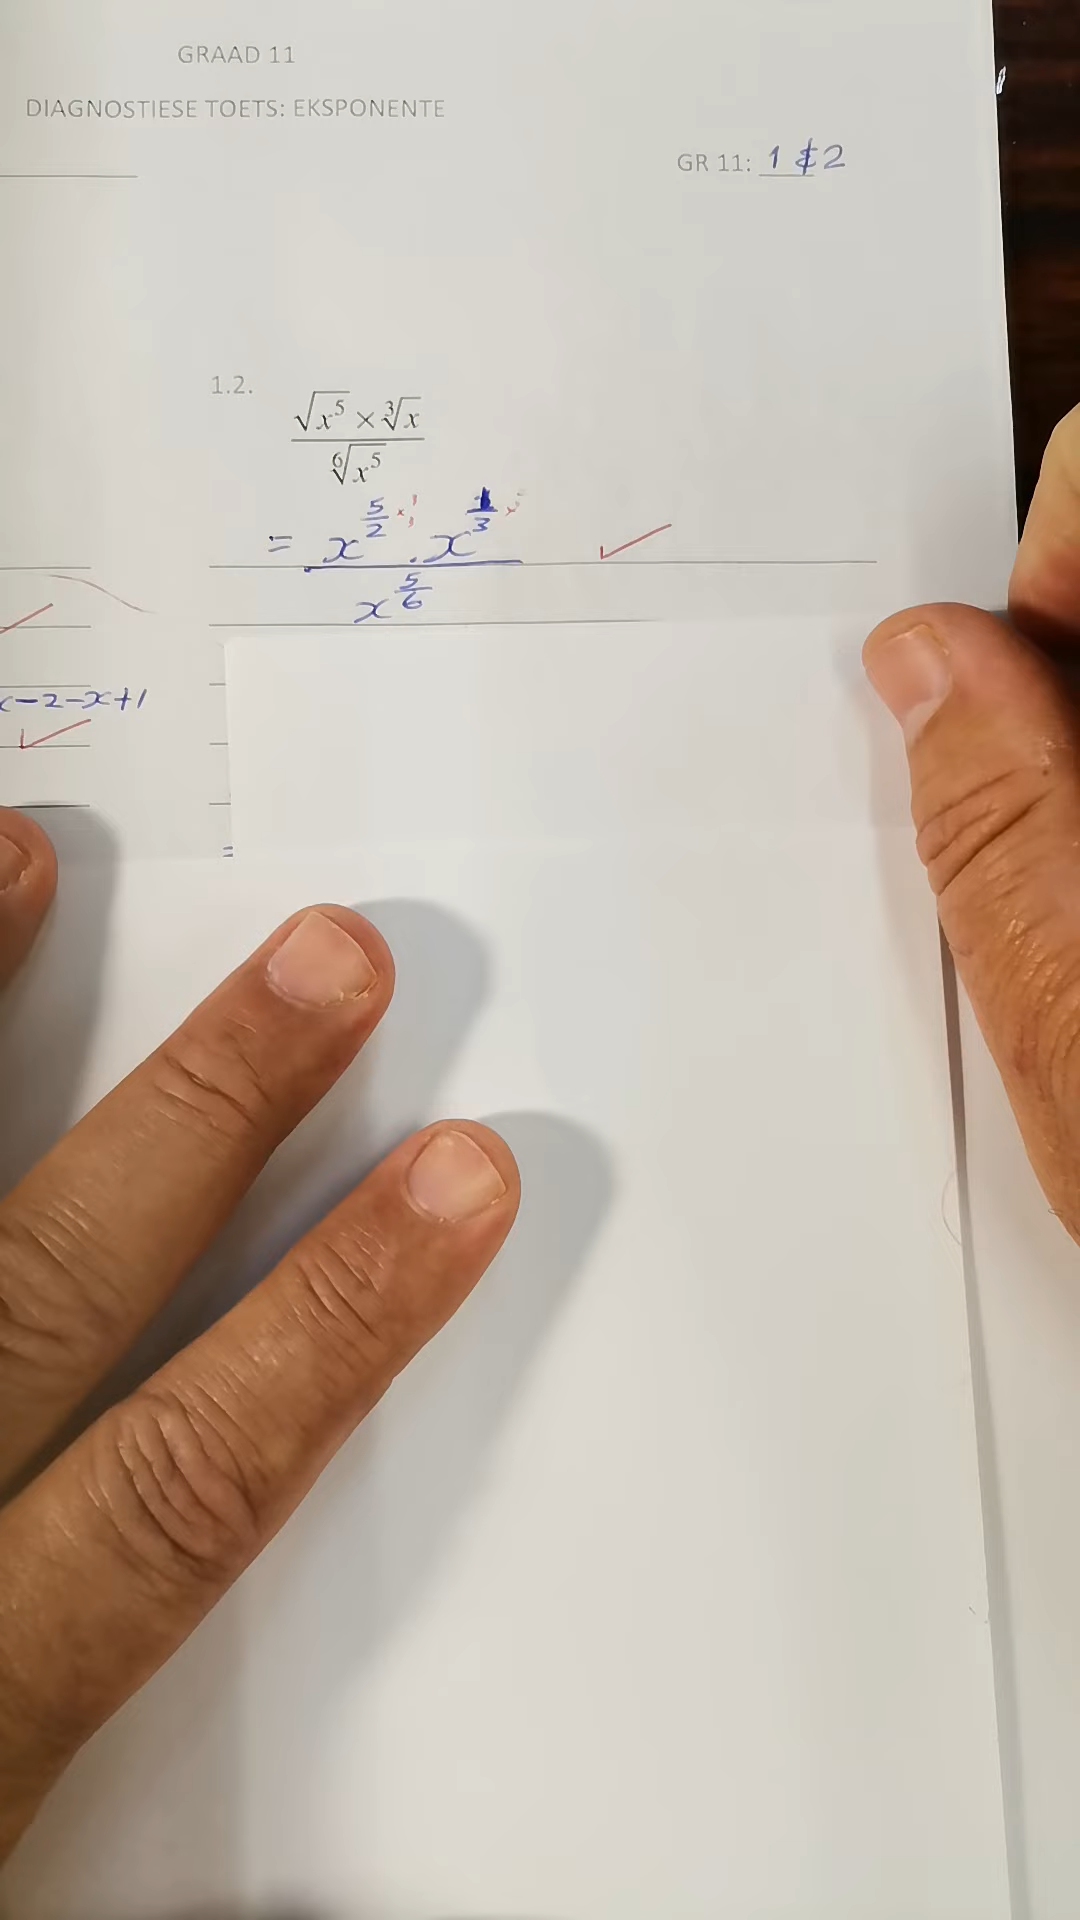 GRAAD 11
DIAGNOSTIESE TOETS: EKSPONENTE
GR 11: 1 & 2
1.2.
√x⁵ × ∛x
⁶√x⁵
= x^(5/2) . x^(1/3)
x^(5/6)
x-2-x+1
=